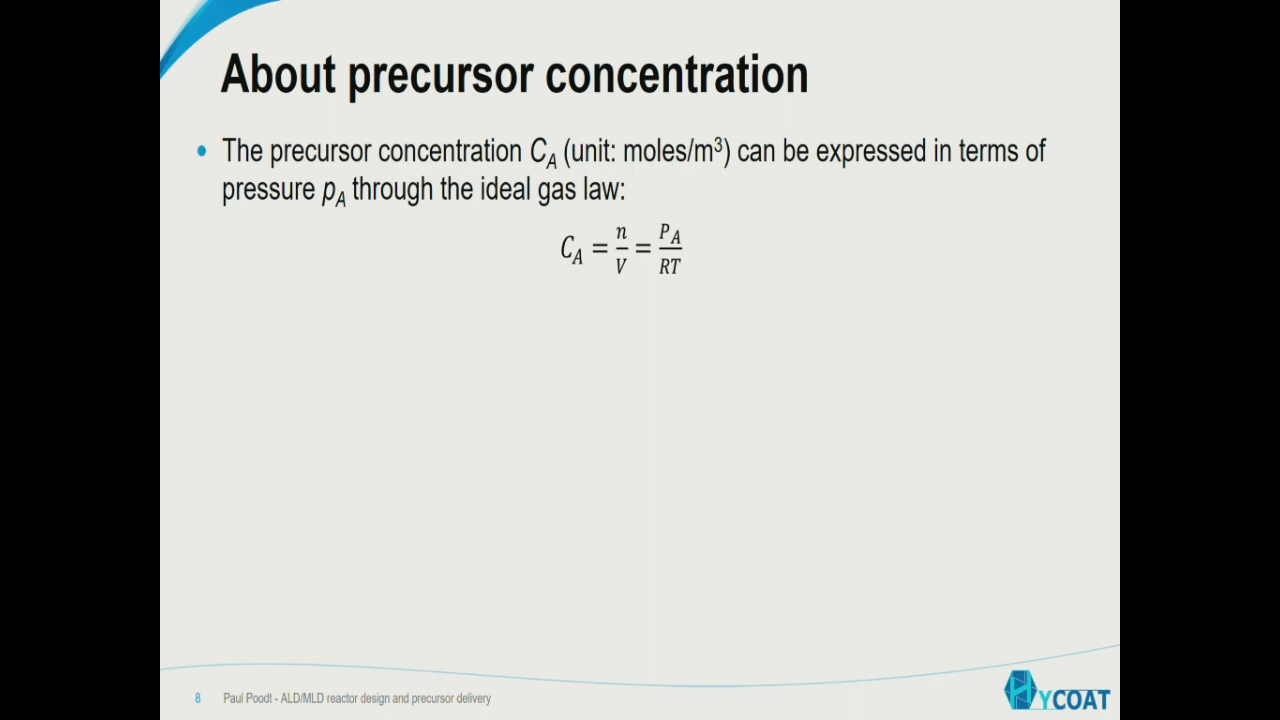 About precursor concentration
• The precursor concentration C_A (unit: moles/m³) can be expressed in terms of
pressure p_A through the ideal gas law:
C_A = n/V = P_A/RT
8 Paul Poodt - ALD/MLD reactor design and precursor delivery
HYCOAT